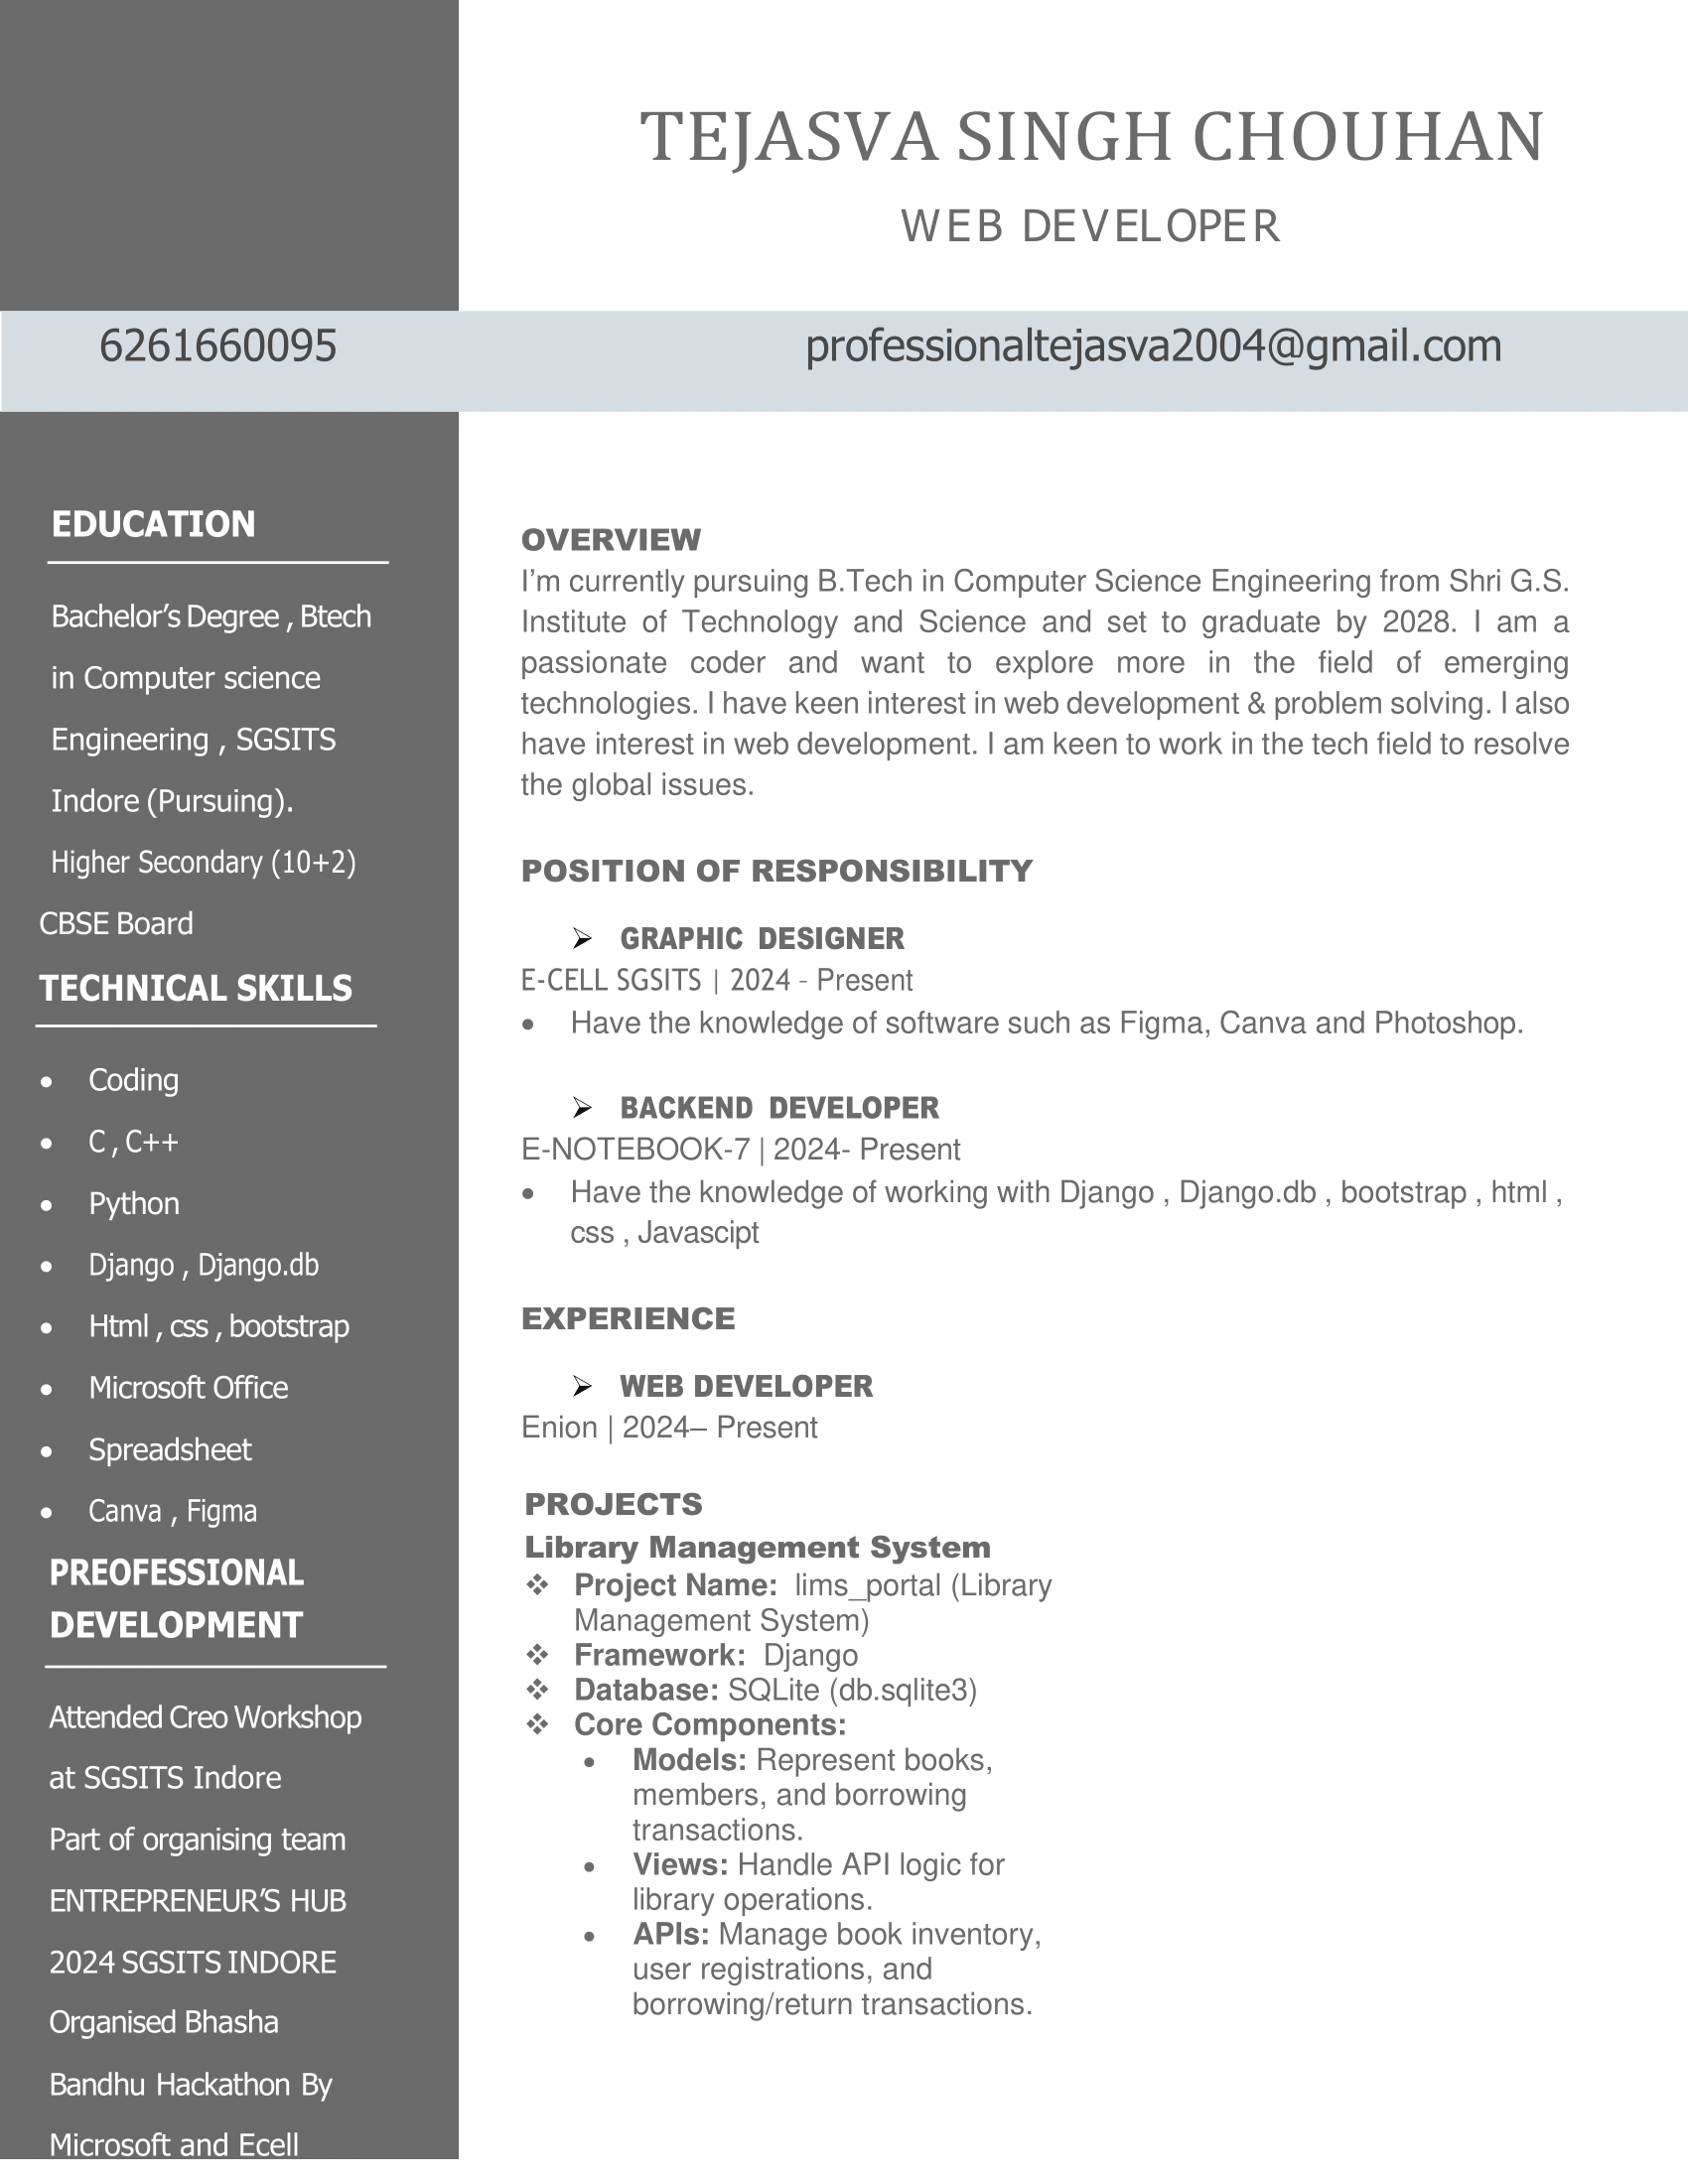 TEJASVA SINGH CHOUHAN
WEB DEVELOPER
6261660095
professionaltejasva2004@gmail.com
EDUCATION
Bachelor’s Degree , Btech
in Computer science
Engineering , SGSITS
Indore (Pursuing).
Higher Secondary (10+2)
CBSE Board
TECHNICAL SKILLS
• Coding
• C , C++
• Python
• Django , Django.db
• Html , css , bootstrap
• Microsoft Office
• Spreadsheet
• Canva , Figma
PREOFESSIONAL
DEVELOPMENT
Attended Creo Workshop
at SGSITS Indore
Part of organising team
ENTREPRENEUR’S HUB
2024 SGSITS INDORE
Organised Bhasha
Bandhu Hackathon By
Microsoft and Ecell
OVERVIEW
I’m currently pursuing B.Tech in Computer Science Engineering from Shri G.S.
Institute of Technology and Science and set to graduate by 2028. I am a
passionate coder and want to explore more in the field of emerging
technologies. I have keen interest in web development & problem solving. I also
have interest in web development. I am keen to work in the tech field to resolve
the global issues.
POSITION OF RESPONSIBILITY
➢ GRAPHIC DESIGNER
E-CELL SGSITS | 2024 - Present
• Have the knowledge of software such as Figma, Canva and Photoshop.
➢ BACKEND DEVELOPER
E-NOTEBOOK-7 | 2024- Present
• Have the knowledge of working with Django , Django.db , bootstrap , html ,
css , Javascipt
EXPERIENCE
➢ WEB DEVELOPER
Enion | 2024– Present
PROJECTS
Library Management System
❖ Project Name: lims_portal (Library
Management System)
❖ Framework: Django
❖ Database: SQLite (db.sqlite3)
❖ Core Components:
• Models: Represent books,
members, and borrowing
transactions.
• Views: Handle API logic for
library operations.
• APIs: Manage book inventory,
user registrations, and
borrowing/return transactions.